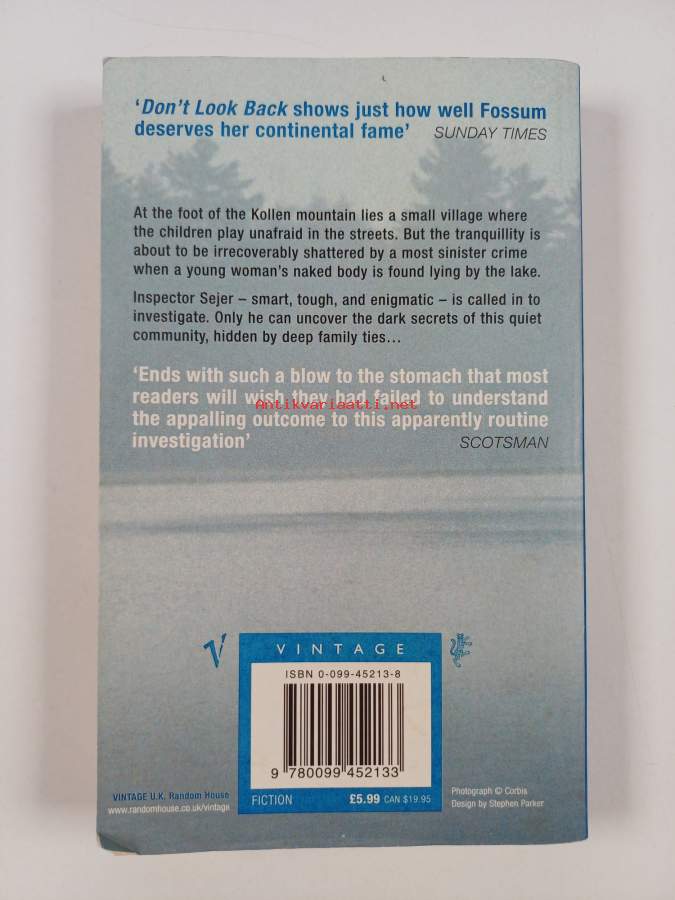 ‘Don’t Look Back shows just how well Fossum
deserves her continental fame’ SUNDAY TIMES
At the foot of the Kollen mountain lies a small village where
the children play unafraid in the streets. But the tranquillity is
about to be irrecoverably shattered by a most sinister crime
when a young woman’s naked body is found lying by the lake.
Inspector Sejer – smart, tough, and enigmatic – is called in to
investigate. Only he can uncover the dark secrets of this quiet
community, hidden by deep family ties…
‘Ends with such a blow to the stomach that most
readers will wish they had failed to understand
Antikvariaatti.net
the appalling outcome to this apparently routine
investigation’ SCOTSMAN
VINTAGE
ISBN 0-099-45213-8
9 780099 452133
VINTAGE U.K. Random House
www.randomhouse.co.uk/vintage
FICTION £5.99 CAN $19.95
Photograph © Corbis
Design by Stephen Parker